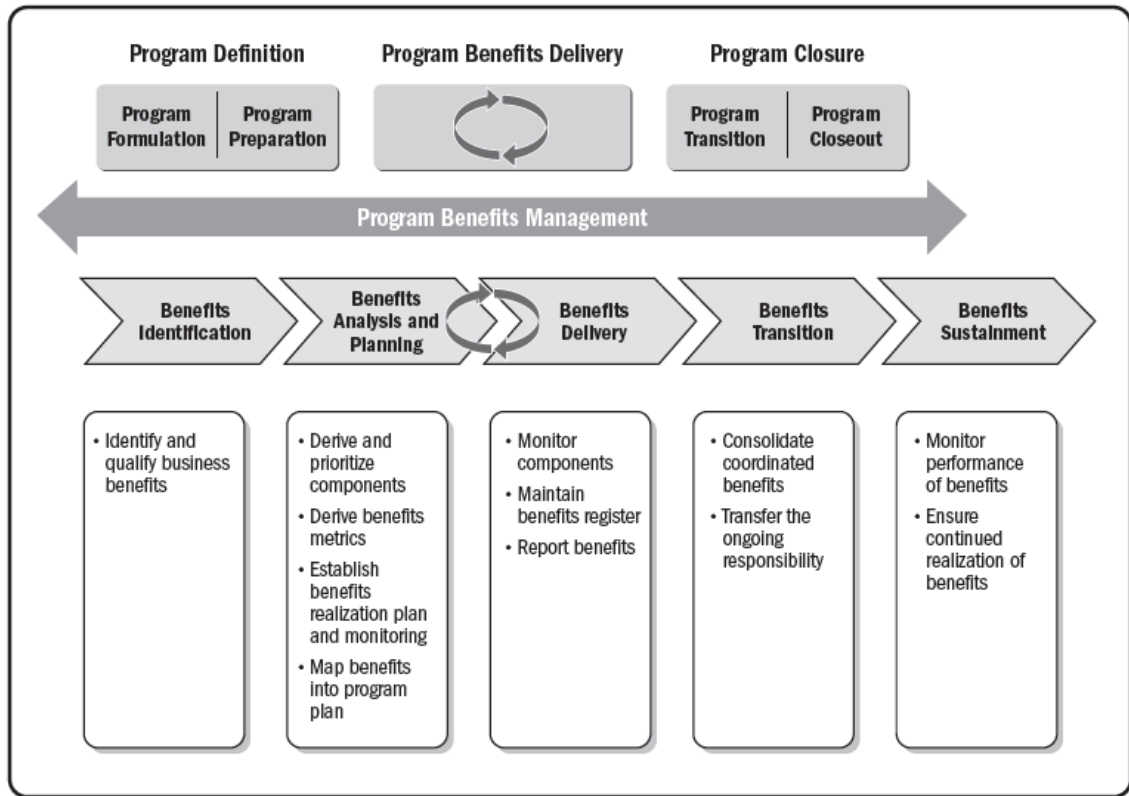 Program Definition
Program Benefits Delivery
Program Closure
Program
Formulation
Program
Preparation
Program
Transition
Program
Closeout
Program Benefits Management
Benefits
Identification
Benefits
Analysis and
Planning
Benefits
Delivery
Benefits
Transition
Benefits
Sustainment
• Identify and
qualify business
benefits
• Derive and
prioritize
components
• Derive benefits
metrics
• Establish
benefits
realization plan
and monitoring
• Map benefits
into program
plan
• Monitor
components
• Maintain
benefits register
• Report benefits
• Consolidate
coordinated
benefits
• Transfer the
ongoing
responsibility
• Monitor
performance
of benefits
• Ensure
continued
realization of
benefits